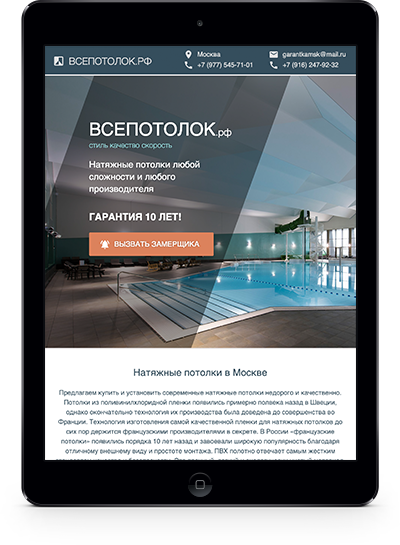 ВСЕПОТОЛОК.РФ
Москва
garantkamsk@mail.ru
+7 (977) 545-71-01
+7 (916) 247-92-32
ВСЕПОТОЛОК.РФ
стиль качество скорость
Натяжные потолки любой
сложности и любого
производителя
ГАРАНТИЯ 10 ЛЕТ!
ВЫЗВАТЬ ЗАМЕРЩИКА
Натяжные потолки в Москве
Предлагаем купить и установить современные натяжные потолки недорого и качественно.
Потолки из поливинилхлоридной пленки появились примерно полвека назад в Швеции,
однако окончательно технология их производства была доведена до совершенства во
Франции. Технология изготовления самой качественной пленки для натяжных потолков до
сих пор держится французскими производителями в секрете. В России «французские
потолки» появились порядка 10 лет назад и завоевали широкую популярность благодаря
отличному внешнему виду и простоте монтажа. ПВХ полотно отвечает самым жестким